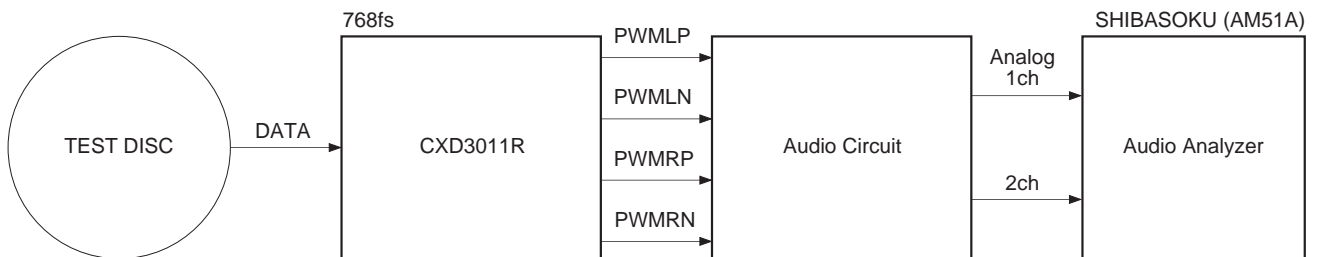 768fs
SHIBASOKU (AM51A)
TEST DISC
DATA
CXD3011R
PWMLP
PWMLN
PWMRP
PWMRN
Audio Circuit
Analog
1ch
2ch
Audio Analyzer